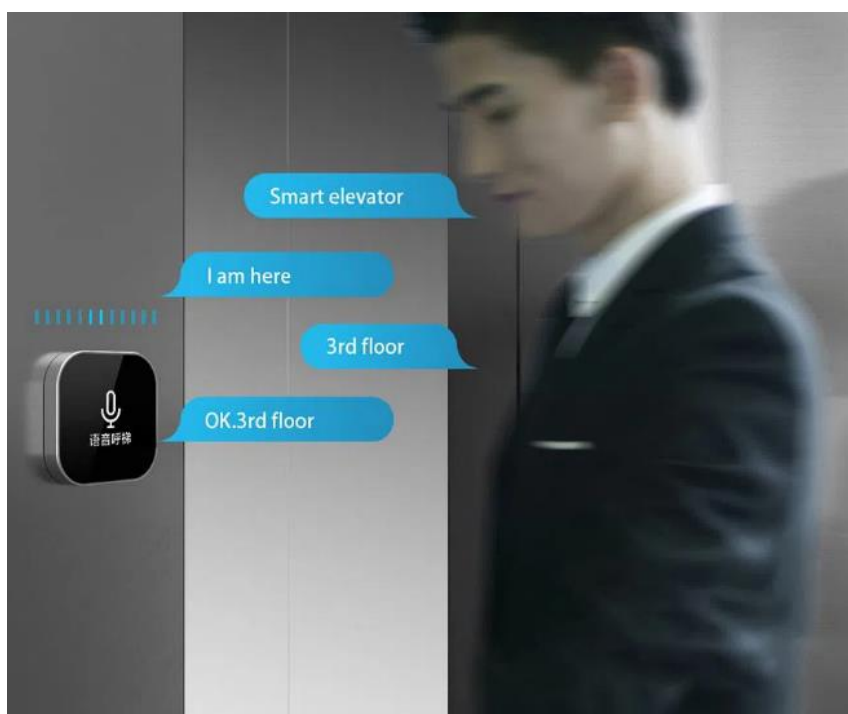 Smart elevator
I am here
3rd floor
OK.3rd floor
语音呼梯